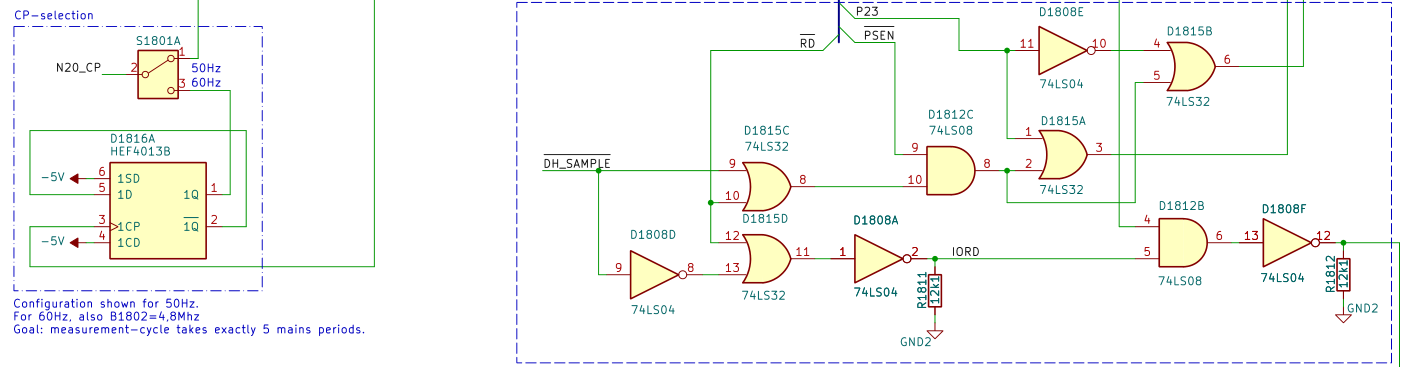 CP-selection
S1801A
1
N20_CP
2
50Hz
60Hz
3
D1816A
HEF4013B
-5V
6
1SD
5
1D
1Q
1
3
1CP
1Q
2
-5V
4
1CD
Configuration shown for 50Hz.
For 60Hz, also B1802=4,8Mhz
Goal: measurement-cycle takes exactly 5 mains periods.
P23
RD
PSEN
D1808E
11
10
74LS04
D1815B
4
5
6
74LS32
D1812C
74LS08
9
10
8
D1815A
1
2
3
74LS32
DH_SAMPLE
D1815C
74LS32
9
10
8
D1815D
12
13
11
74LS32
D1808D
9
8
74LS04
D1808A
1
2
74LS04
IORD
R1811
12k1
GND2
D1812B
4
5
6
74LS08
D1808F
13
12
74LS04
R1812
12k1
GND2